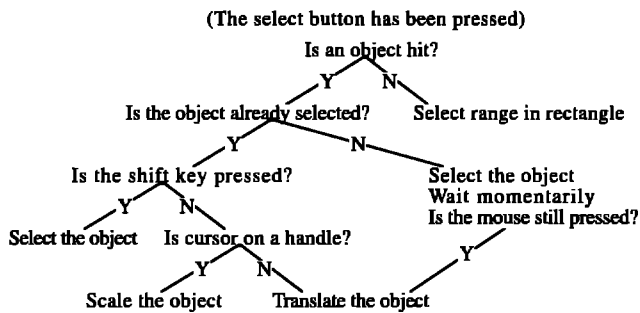 (The select button has been pressed)
Is an object hit?
Y N
Is the object already selected? Select range in rectangle
Y N
Is the shift key pressed? Select the object
Wait momentarily
Y N Is the mouse still pressed?
Select the object Is cursor on a handle?
Y N Y
Scale the object Translate the object